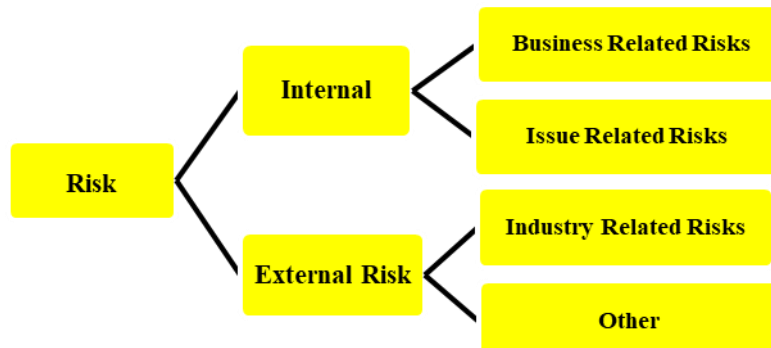 Business Related Risks
Internal
Issue Related Risks
Risk
Industry Related Risks
External Risk
Other